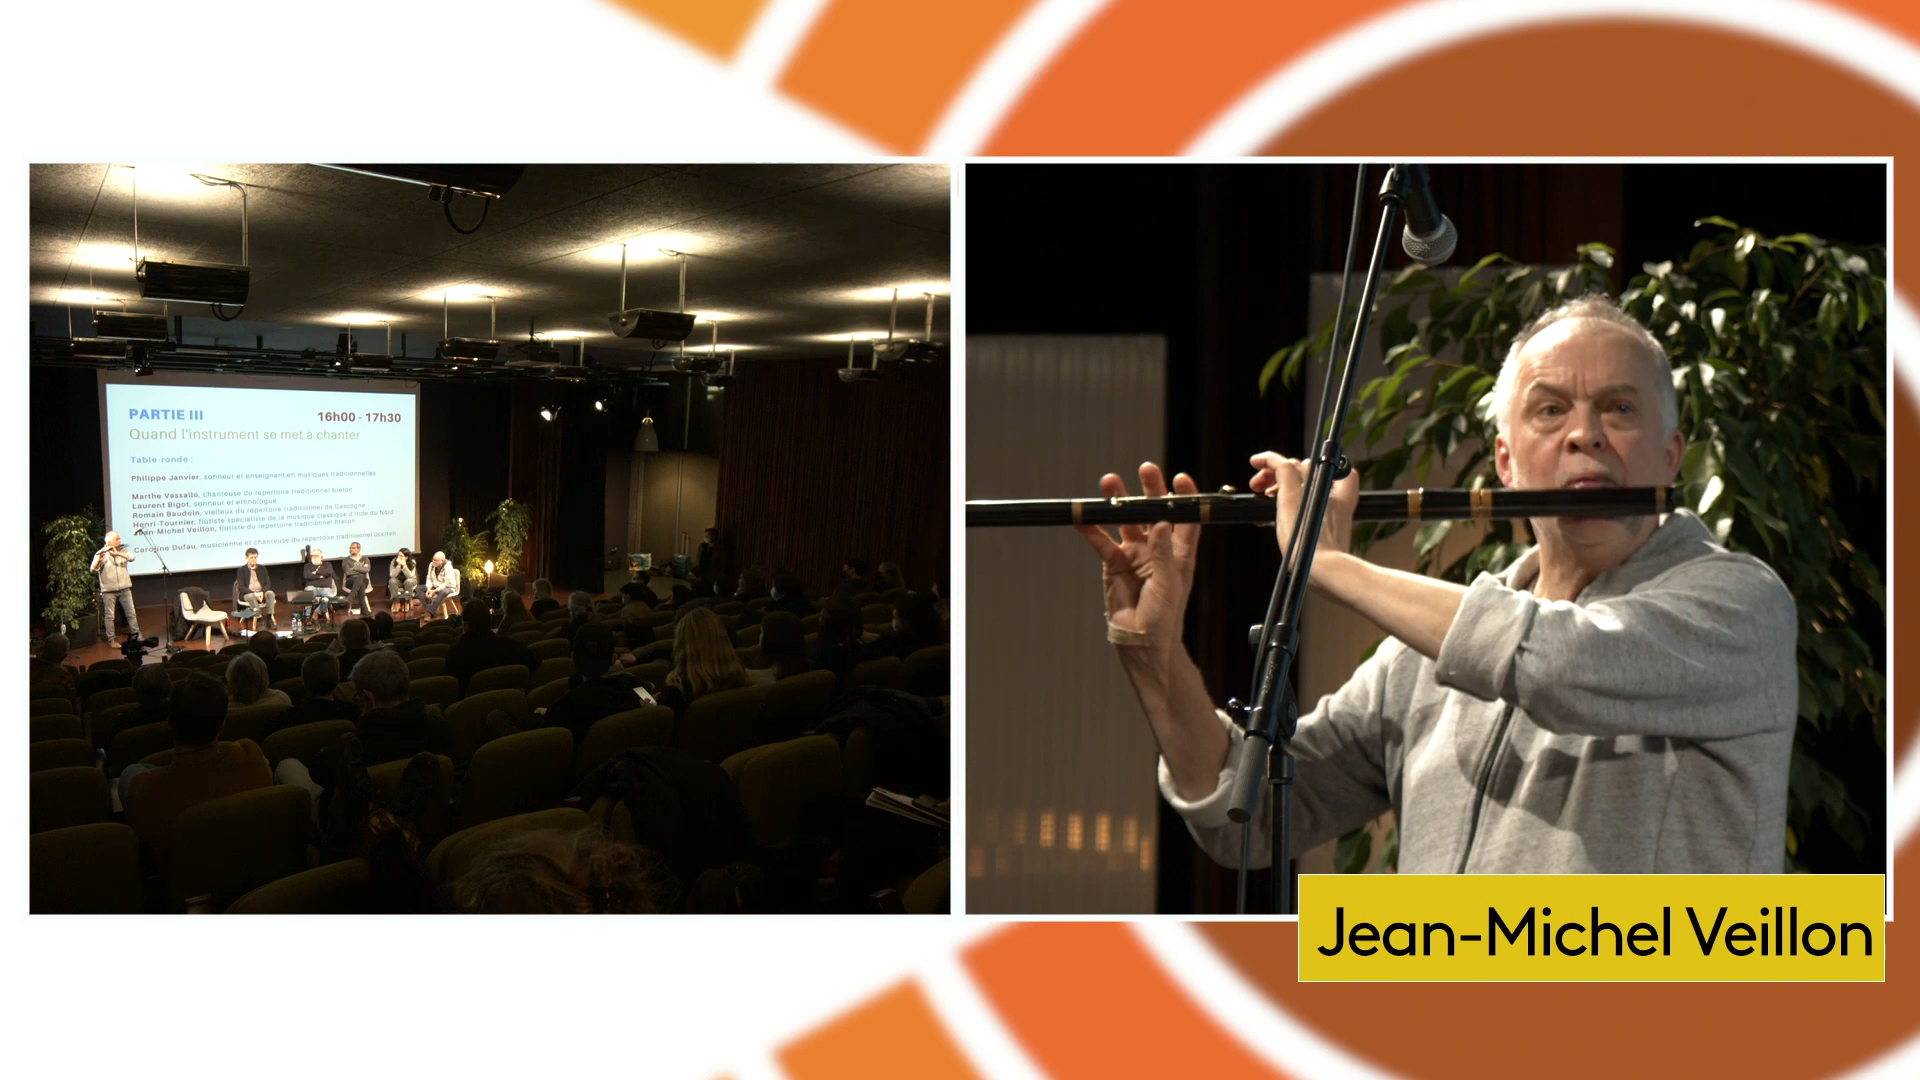 PARTIE III
16h00 - 17h30
Quand l'instrument se met à chanter
Table-ronde :
Philippe Janvier, sonneur et enseignant en musiques traditionnelles
Marthe Vassallo, chanteuse du répertoire traditionnel breton
Laurent Bigot, sonneur et ethnologue
Romain Baudoin, vielleux du répertoire traditionnel de Gascogne
Henri Tournier, flûtiste spécialiste de la musique classique d'Inde du Nord
Jean-Michel Veillon, flûtiste du répertoire traditionnel breton
Caroline Dufau, musicienne et chanteuse du répertoire traditionnel occitan
Jean-Michel Veillon